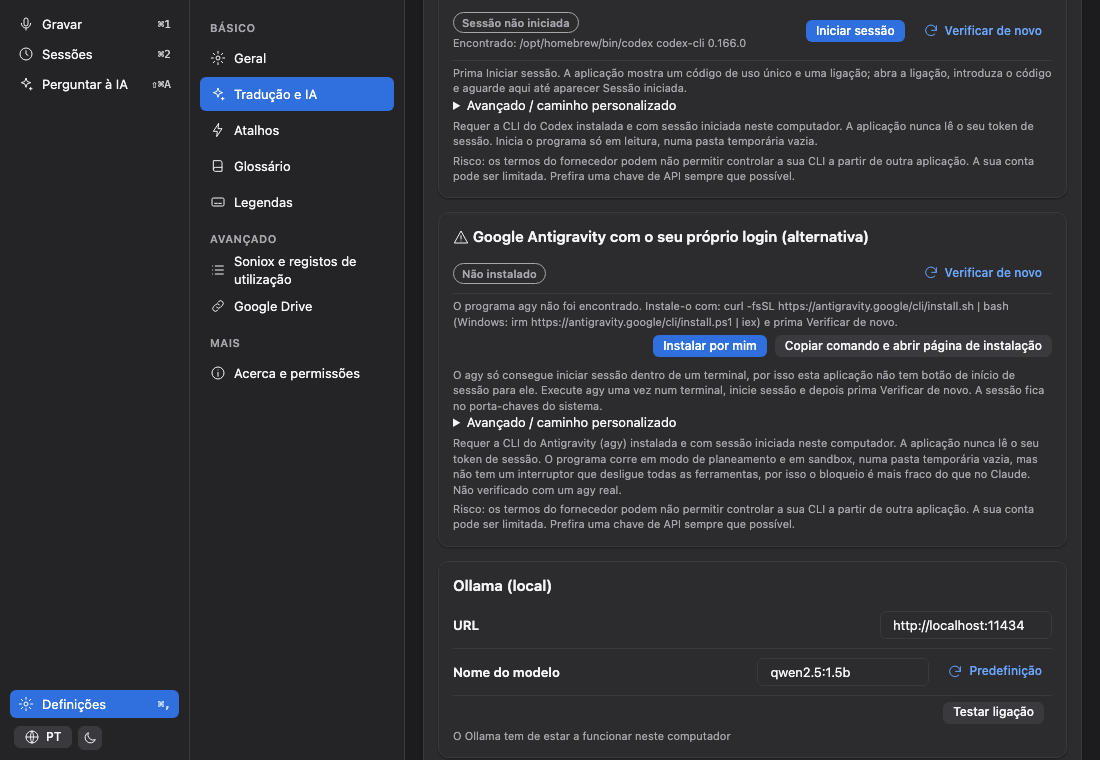 Gravar ⌘1
Sessões ⌘2
Perguntar à IA ⇧⌘A
Definições ⌘,
PT
BÁSICO
Geral
Tradução e IA
Atalhos
Glossário
Legendas
AVANÇADO
Soniox e registos de
utilização
Google Drive
MAIS
Acerca e permissões
Sessão não iniciada
Encontrado: /opt/homebrew/bin/codex codex-cli 0.166.0
Iniciar sessão
Verificar de novo
Prima Iniciar sessão. A aplicação mostra um código de uso único e uma ligação; abra a ligação, introduza o código
e aguarde aqui até aparecer Sessão iniciada.
Avançado / caminho personalizado
Requer a CLI do Codex instalada e com sessão iniciada neste computador. A aplicação nunca lê o seu token de
sessão. Inicia o programa só em leitura, numa pasta temporária vazia.
Risco: os termos do fornecedor podem não permitir controlar a sua CLI a partir de outra aplicação. A sua conta
pode ser limitada. Prefira uma chave de API sempre que possível.
Google Antigravity com o seu próprio login (alternativa)
Não instalado
Verificar de novo
O programa agy não foi encontrado. Instale-o com: curl -fsSL https://antigravity.google/cli/install.sh | bash
(Windows: irm https://antigravity.google/cli/install.ps1 | iex) e prima Verificar de novo.
Instalar por mim
Copiar comando e abrir página de instalação
O agy só consegue iniciar sessão dentro de um terminal, por isso esta aplicação não tem botão de início de
sessão para ele. Execute agy uma vez num terminal, inicie sessão e depois prima Verificar de novo. A sessão fica
no porta-chaves do sistema.
Avançado / caminho personalizado
Requer a CLI do Antigravity (agy) instalada e com sessão iniciada neste computador. A aplicação nunca lê o seu
token de sessão. O programa corre em modo de planeamento e em sandbox, numa pasta temporária vazia, mas
não tem um interruptor que desligue todas as ferramentas, por isso o bloqueio é mais fraco do que no Claude.
Não verificado com um agy real.
Risco: os termos do fornecedor podem não permitir controlar a sua CLI a partir de outra aplicação. A sua conta
pode ser limitada. Prefira uma chave de API sempre que possível.
Ollama (local)
URL
http://localhost:11434
Nome do modelo
qwen2.5:1.5b
Predefinição
Testar ligação
O Ollama tem de estar a funcionar neste computador